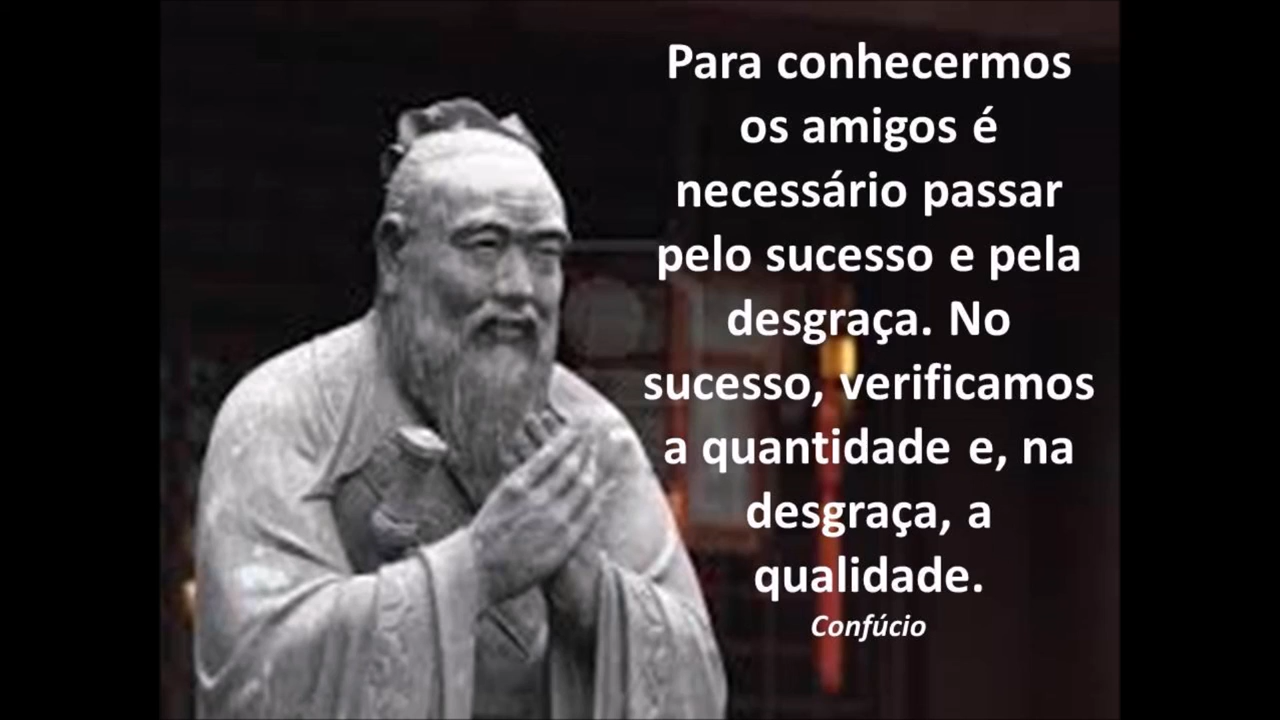 Para conhecermos
os amigos é
necessário passar
pelo sucesso e pela
desgraça. No
sucesso, verificamos
a quantidade e, na
desgraça, a
qualidade.
Confúcio